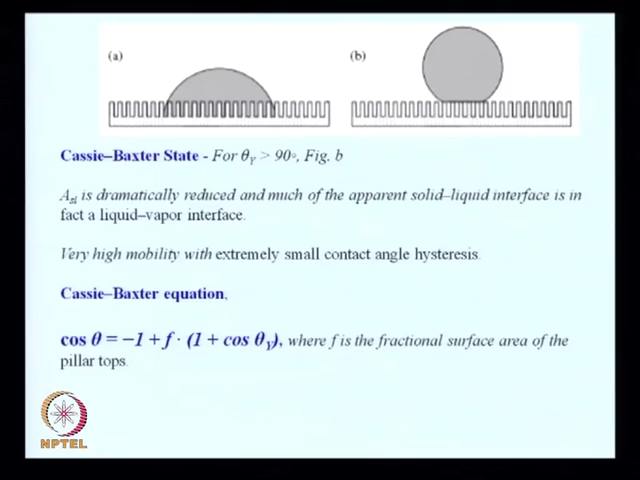 (a)
(b)
Cassie–Baxter State - For θY > 90°, Fig. b
Asl is dramatically reduced and much of the apparent solid–liquid interface is in
fact a liquid–vapor interface.
Very high mobility with extremely small contact angle hysteresis.
Cassie–Baxter equation,
cos θ = −1 + f · (1 + cos θY), where f is the fractional surface area of the
pillar tops.
NPTEL